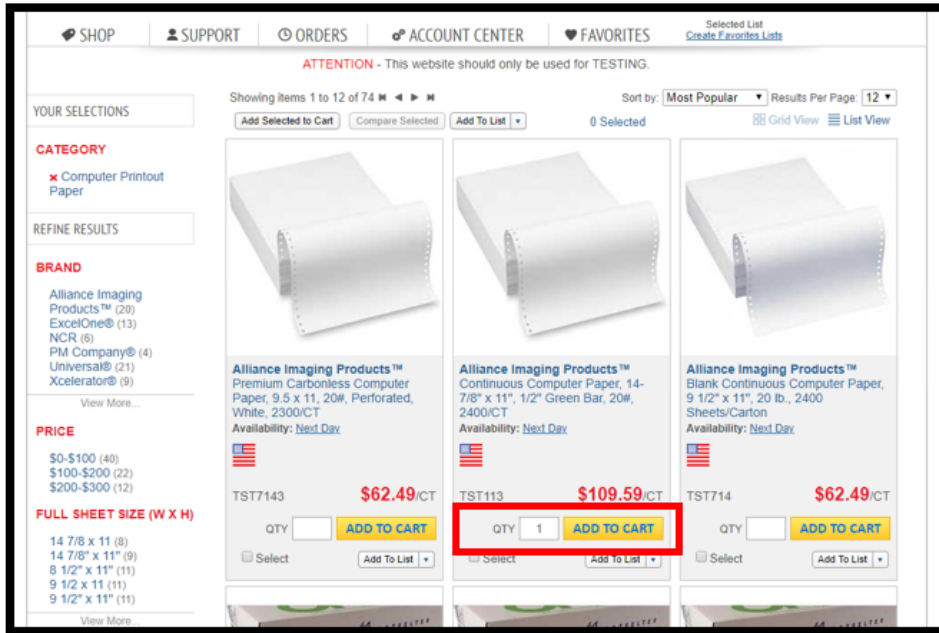 SHOP
SUPPORT
ORDERS
ACCOUNT CENTER
FAVORITES
Selected List
Create Favorites Lists
ATTENTION - This website should only be used for TESTING.
YOUR SELECTIONS
CATEGORY
x Computer Printout
Paper
REFINE RESULTS
BRAND
Alliance Imaging
Products™ (20)
ExcelOne® (13)
NCR (6)
PM Company® (4)
Universal® (21)
Xcelerator® (9)
View More...
PRICE
$0-$100 (40)
$100-$200 (22)
$200-$300 (12)
FULL SHEET SIZE (W X H)
14 7/8 x 11 (8)
14 7/8" x 11" (9)
8 1/2" x 11" (11)
9 1/2 x 11 (11)
9 1/2" x 11" (11)
View More...
Showing items 1 to 12 of 74
Sort by: Most Popular
Results Per Page: 12
Add Selected to Cart
Compare Selected
Add To List
0 Selected
Grid View
List View
Alliance Imaging Products™
Premium Carbonless Computer
Paper, 9.5 x 11, 20#, Perforated,
White, 2300/CT
Availability: Next Day
TST7143
$62.49/CT
QTY
ADD TO CART
Select
Add To List
Alliance Imaging Products™
Continuous Computer Paper, 14-
7/8" x 11", 1/2" Green Bar, 20#,
2400/CT
Availability: Next Day
TST113
$109.59/CT
QTY 1
ADD TO CART
Select
Add To List
Alliance Imaging Products™
Blank Continuous Computer Paper,
9 1/2" x 11", 20 lb., 2400
Sheets/Carton
Availability: Next Day
TST714
$62.49/CT
QTY
ADD TO CART
Select
Add To List